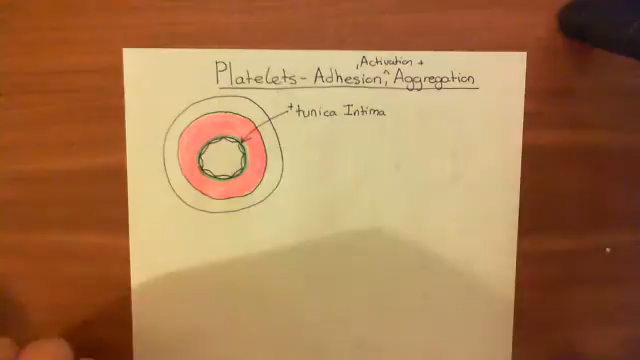 , Activation +
Platelets - Adhesion, ^ Aggregation
+ tunica Intima